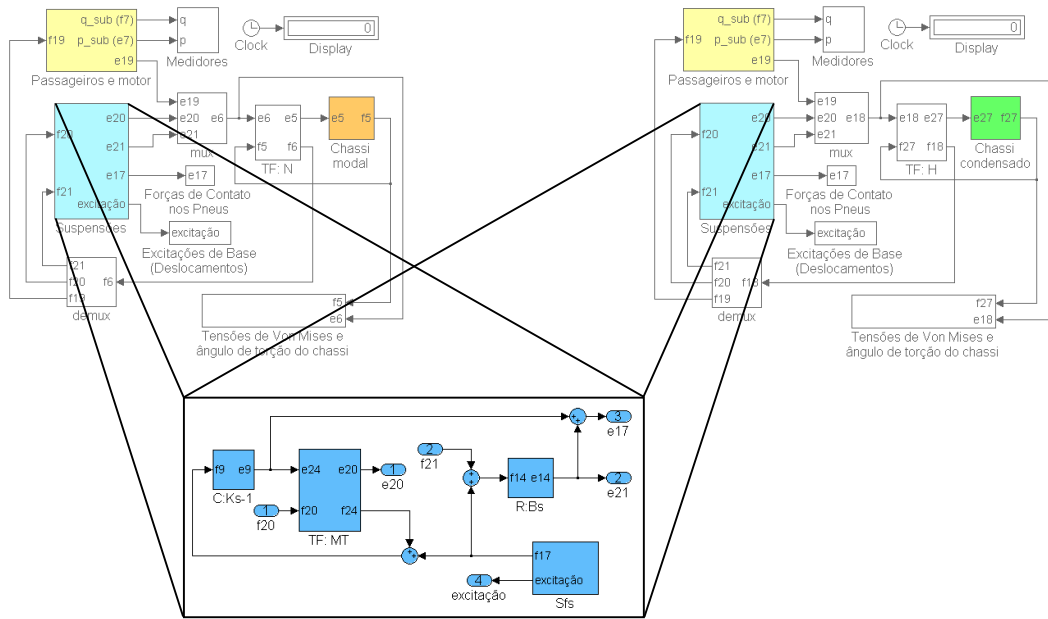 q_sub (f7)
p_sub (e7)
f19
e19
Passageiros e motor
q
p
Medidores
Clock
0
Display
f20
e20
e21
e17
f21
excitação
Suspensões
e19
e20
e6
e21
mux
e6
e5
f5
f6
TF: N
e5
f5
Chassi
modal
e17
Forças de Contato
nos Pneus
excitação
Excitações de Base
(Deslocamentos)
f21
f20
f6
f19
demux
f5
e6
Tensões de Von Mises e
ângulo de torção do chassi
q_sub (f7)
p_sub (e7)
f19
e19
Passageiros e motor
q
p
Medidores
Clock
0
Display
f20
e20
e21
e17
f21
excitação
Suspensões
e19
e20
e18
e21
mux
e18
e27
f27
f18
TF: H
e27
f27
Chassi
condensado
e17
Forças de Contato
nos Pneus
excitação
Excitações de Base
(Deslocamentos)
f21
f20
f18
f19
demux
f27
e18
Tensões de Von Mises e
ângulo de torção do chassi
3
e17
f9
e9
C:Ks-1
1
f20
e24
e20
f20
f24
TF: MT
1
e20
2
f21
f14
e14
R:Bs
2
e21
f17
excitação
Sfs
4
excitação